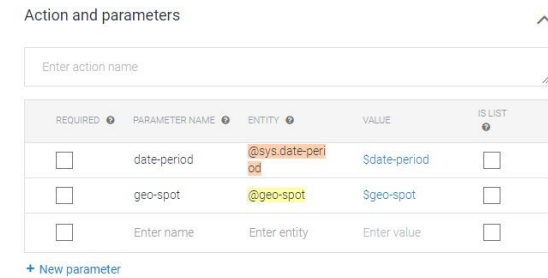 Action and parameters
Enter action name
REQUIRED PARAMETER NAME ENTITY VALUE IS LIST
date-period @sys.date-peri
od $date-period
geo-spot @geo-spot $geo-spot
Enter name Enter entity Enter value
+ New parameter